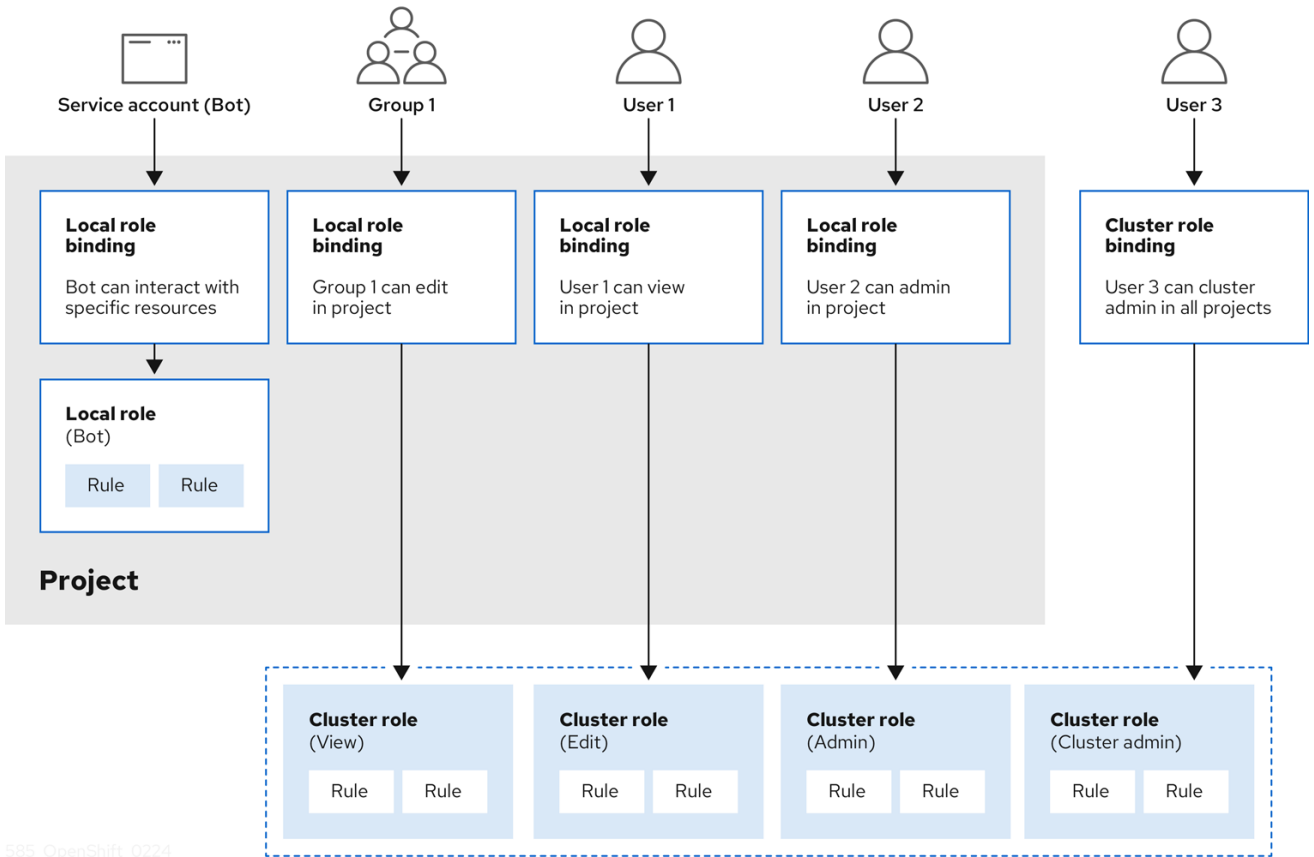 Service account (Bot)
Group 1
User 1
User 2
User 3
Local role
binding
Bot can interact with
specific resources
Local role
binding
Group 1 can edit
in project
Local role
binding
User 1 can view
in project
Local role
binding
User 2 can admin
in project
Cluster role
binding
User 3 can cluster
admin in all projects
Local role
(Bot)
Rule
Rule
Project
Cluster role
(View)
Rule
Rule
Cluster role
(Edit)
Rule
Rule
Cluster role
(Admin)
Rule
Rule
Cluster role
(Cluster admin)
Rule
Rule
585_OpenShift_0224